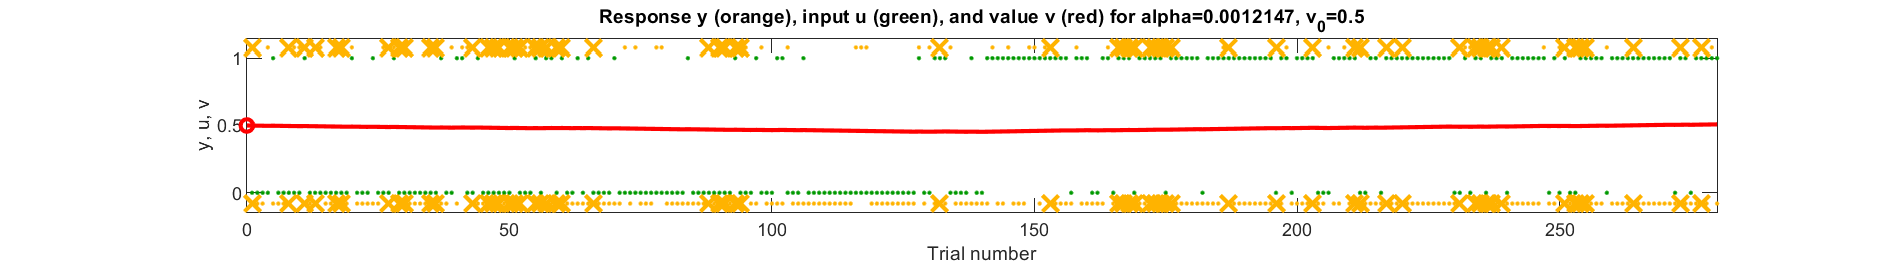 Response y (orange), input u (green), and value v (red) for alpha=0.0012147, v0=0.5
y, u, v
1
0.5
0
0 50 100 150 200 250
Trial number